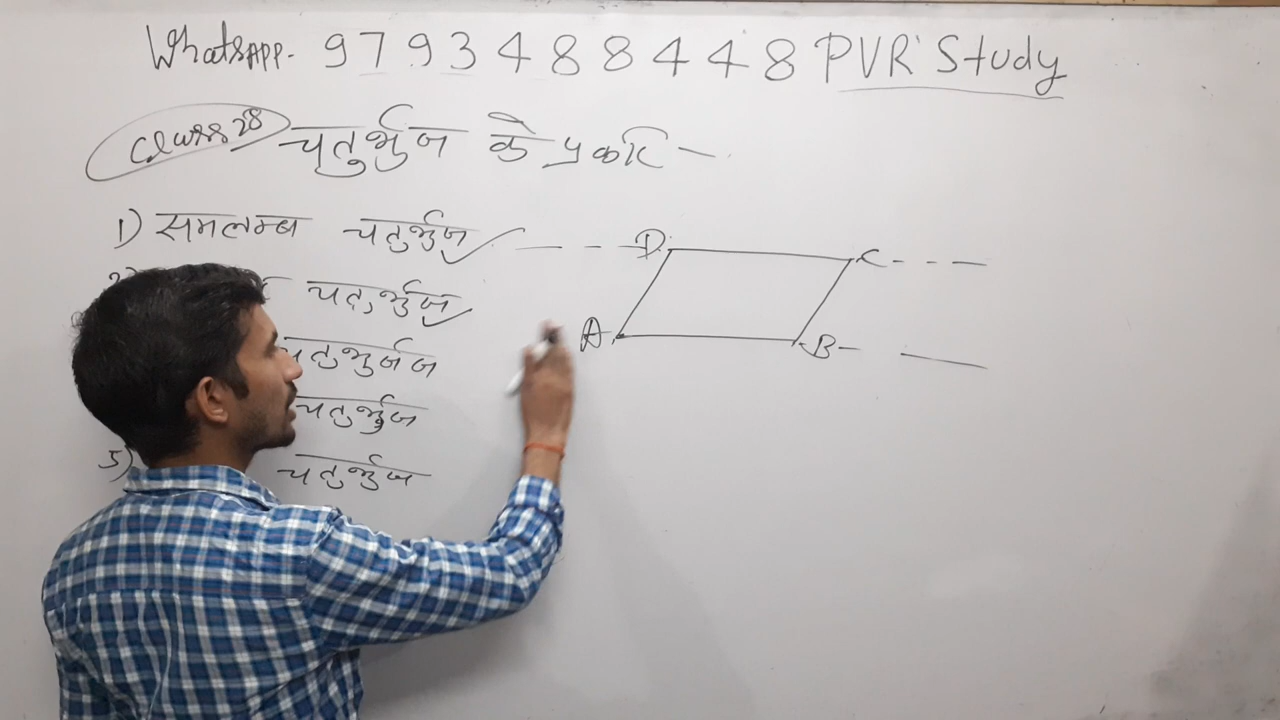 WhatsAPP. 9793488448 PVR Study
Class 28 चतुर्भुज के प्रकार -
1) समलम्ब चतुर्भुज
D C
चतुर्भुज
A B
चतुर्भुज
चतुर्भुज
5) चतुर्भुज